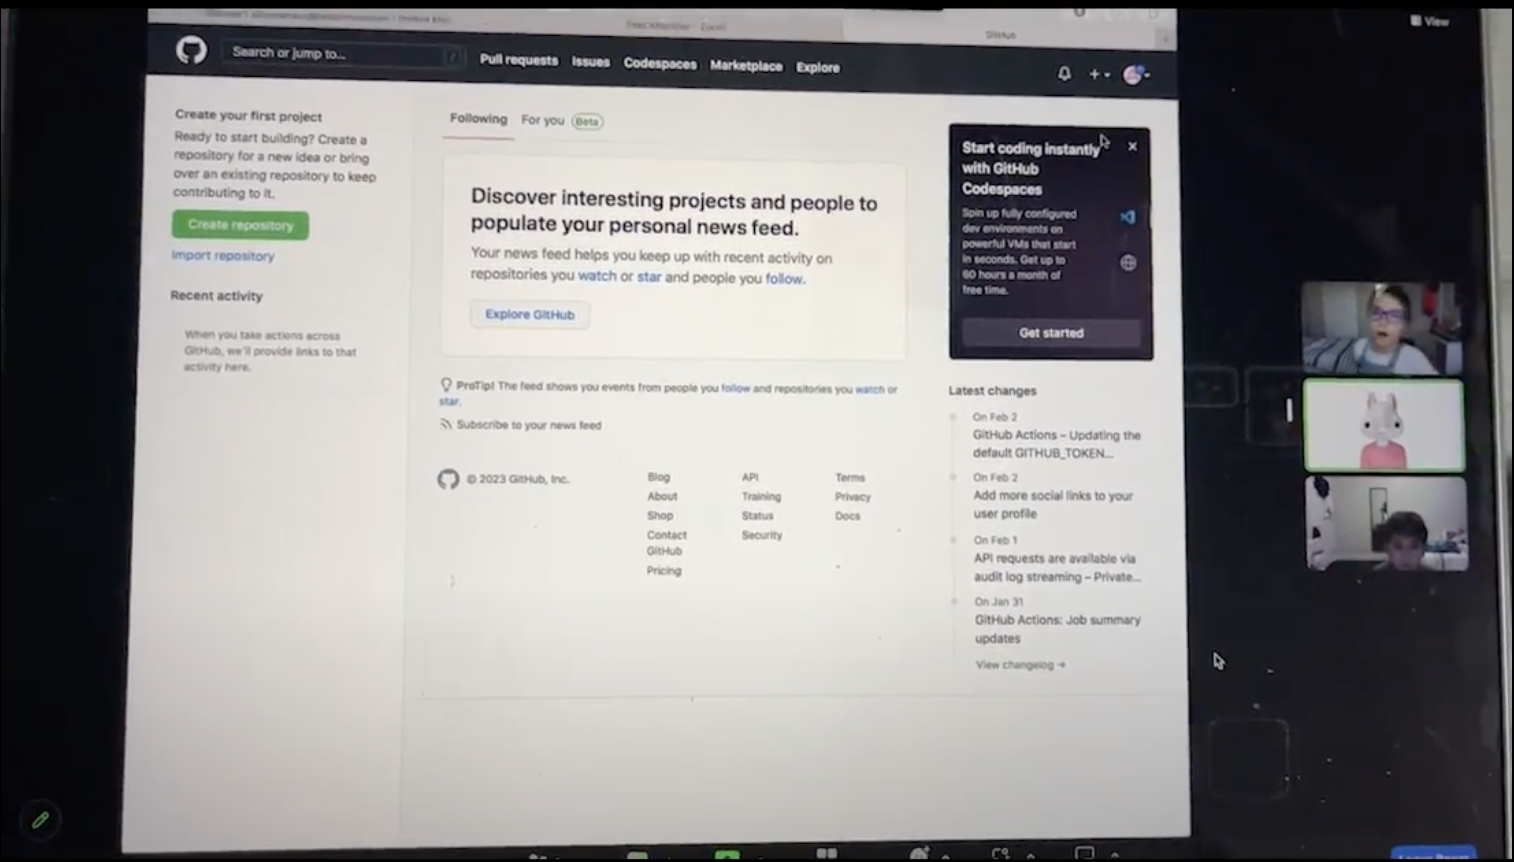 View
GitHub
Search or jump to...
/
Pull requests Issues Codespaces Marketplace Explore
Create your first project
Ready to start building? Create a
repository for a new idea or bring
over an existing repository to keep
contributing to it.
Create repository
Import repository
Recent activity
When you take actions across
GitHub, we'll provide links to that
activity here.
Following For you Beta
Discover interesting projects and people to
populate your personal news feed.
Your news feed helps you keep up with recent activity on
repositories you watch or star and people you follow.
Explore GitHub
ProTip! The feed shows you events from people you follow and repositories you watch or
star.
Subscribe to your news feed
© 2023 GitHub, Inc.
Blog
About
Shop
Contact
GitHub
Pricing
API
Training
Status
Security
Terms
Privacy
Docs
Start coding instantly
with GitHub
Codespaces
Spin up fully configured
dev environments on
powerful VMs that start
in seconds. Get up to
60 hours a month of
free time.
Get started
Latest changes
On Feb 2
GitHub Actions – Updating the
default GITHUB_TOKEN...
On Feb 2
Add more social links to your
user profile
On Feb 1
API requests are available via
audit log streaming – Private...
On Jan 31
GitHub Actions: Job summary
updates
View changelog →